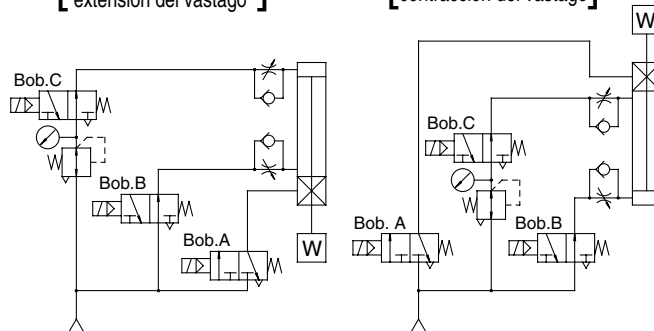 [ extensión del vástago ]
[contracción del vástago]
W
Bob.C
Bob.B
Bob.A
W
Bob.C
Bob. A
Bob.B